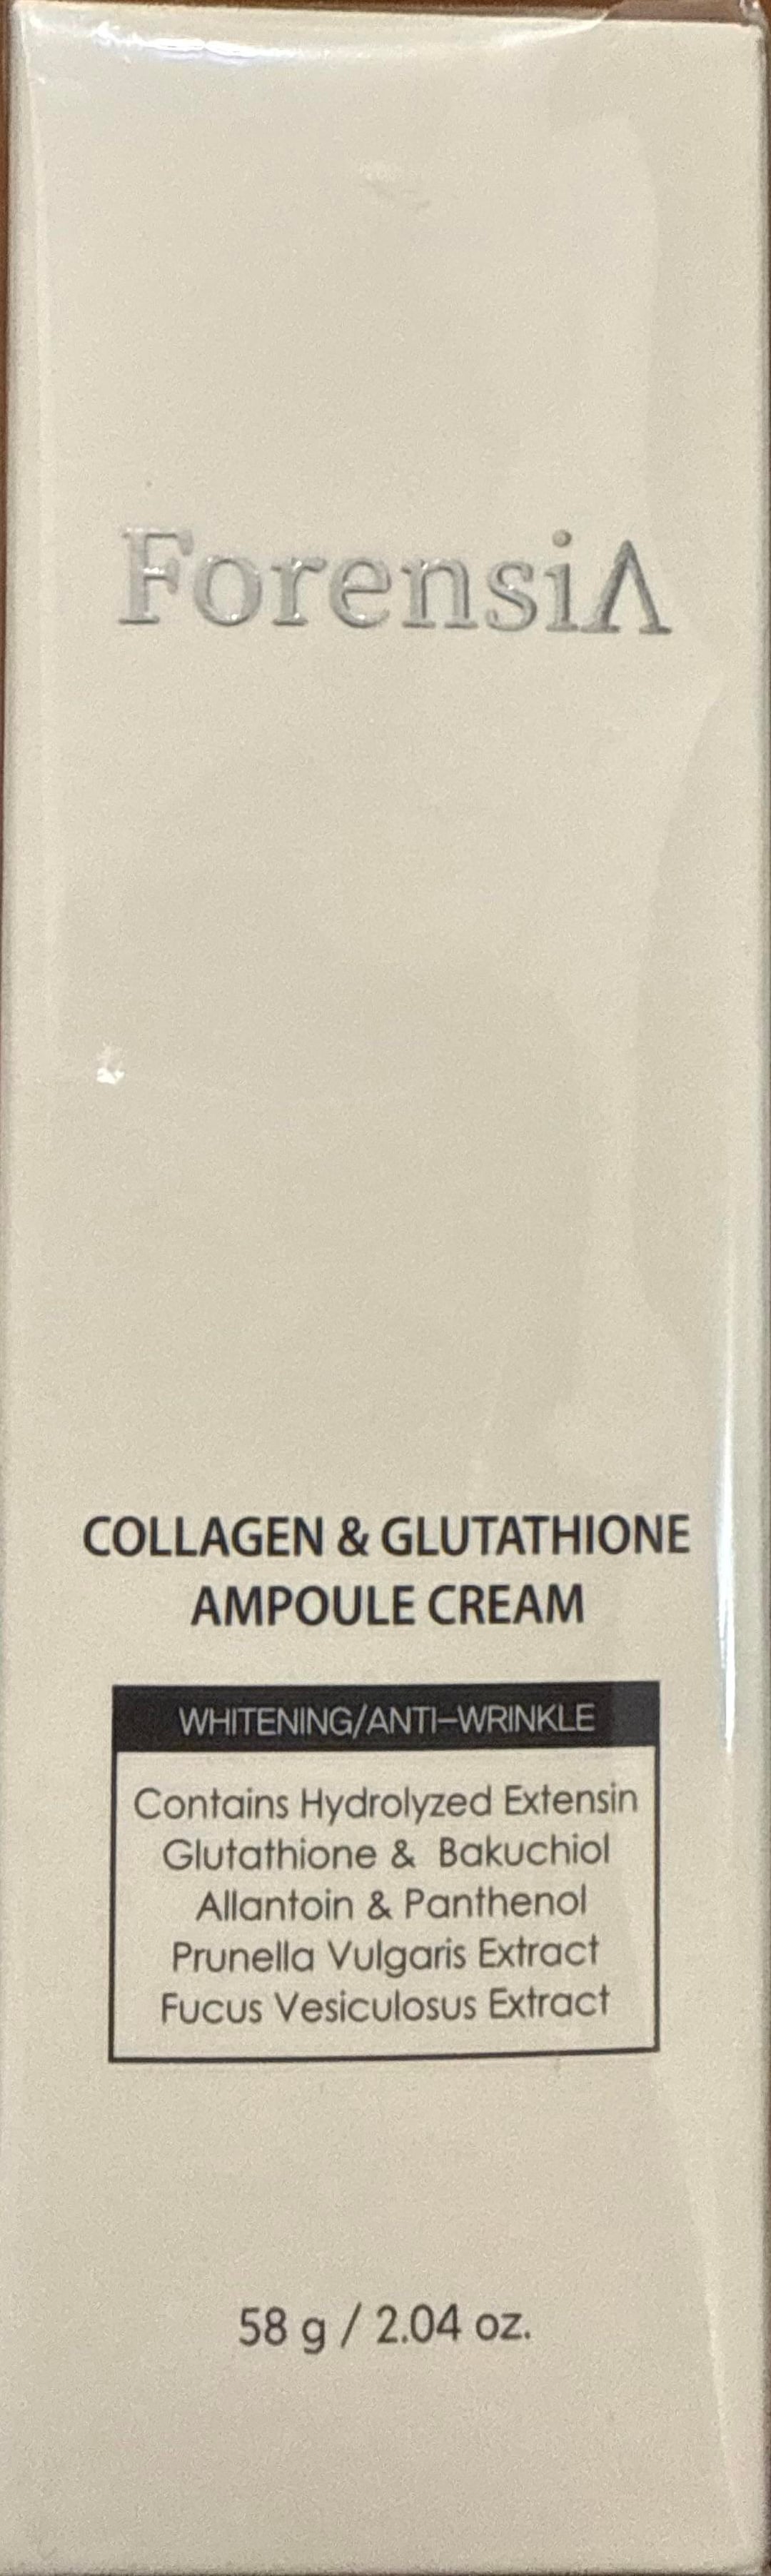 ForensiΛ
COLLAGEN & GLUTATHIONE
AMPOULE CREAM
WHITENING/ANTI-WRINKLE
Contains Hydrolyzed Extensin
Glutathione & Bakuchiol
Allantoin & Panthenol
Prunella Vulgaris Extract
Fucus Vesiculosus Extract
58 g / 2.04 oz.